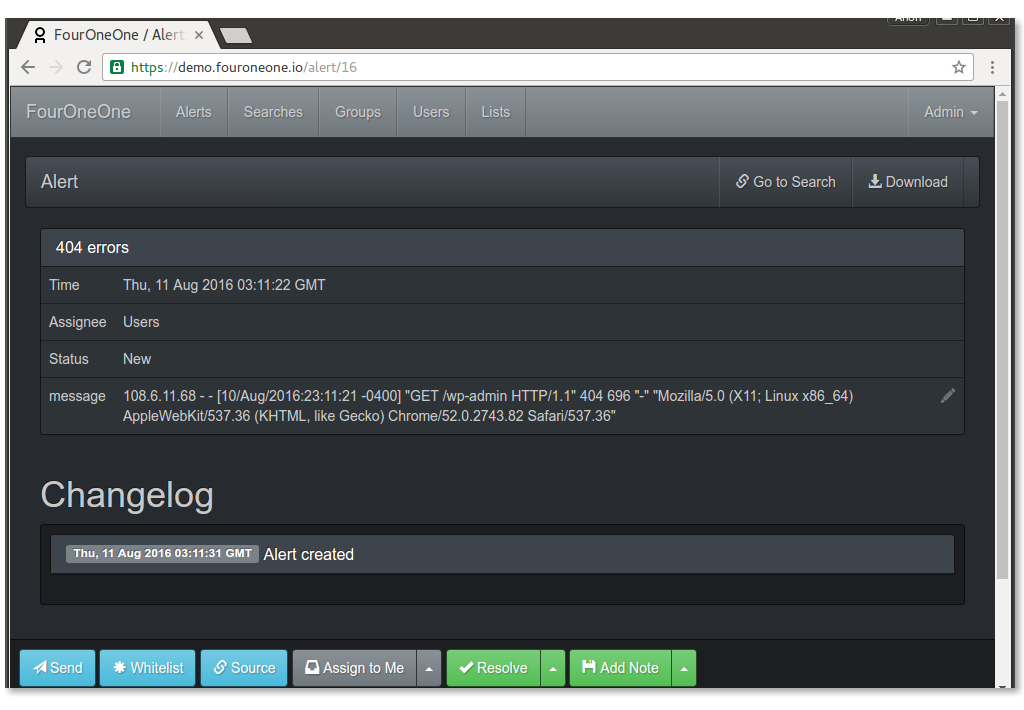 Anon
FourOneOne / Alert
https://demo.fouroneone.io/alert/16
FourOneOne Alerts Searches Groups Users Lists Admin
Alert Go to Search Download
404 errors
Time Thu, 11 Aug 2016 03:11:22 GMT
Assignee Users
Status New
message 108.6.11.68 - - [10/Aug/2016:23:11:21 -0400] "GET /wp-admin HTTP/1.1" 404 696 "-" "Mozilla/5.0 (X11; Linux x86_64)
AppleWebKit/537.36 (KHTML, like Gecko) Chrome/52.0.2743.82 Safari/537.36"
Changelog
Thu, 11 Aug 2016 03:11:31 GMT Alert created
Send Whitelist Source Assign to Me Resolve Add Note